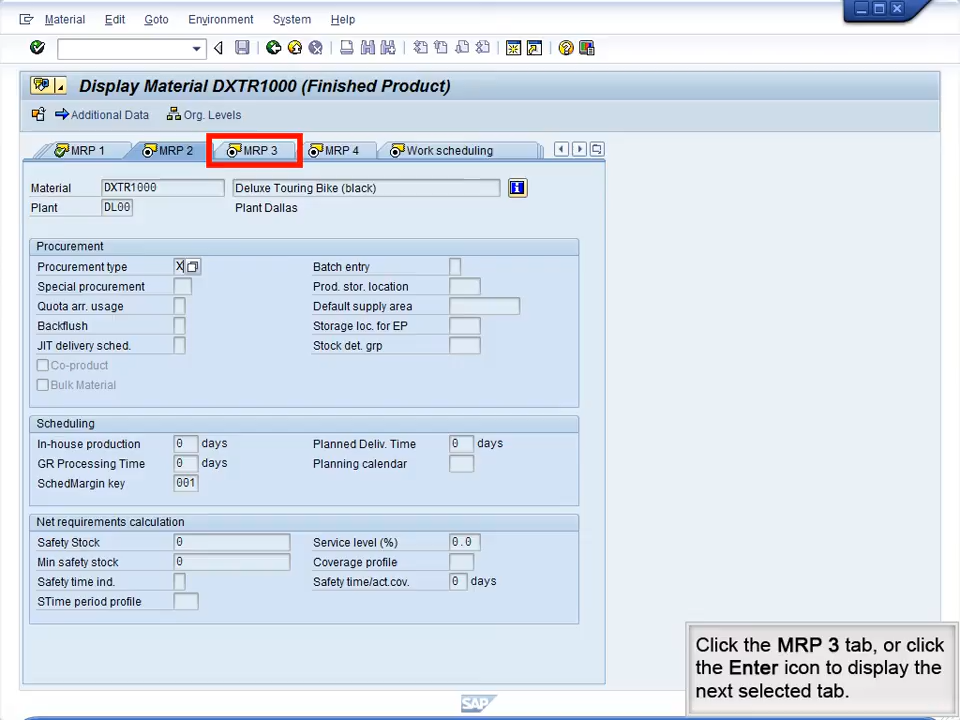 Material Edit Goto Environment System Help
Display Material DXTR1000 (Finished Product)
Additional Data Org. Levels
MRP 1 MRP 2 MRP 3 MRP 4 Work scheduling
Material DXTR1000 Deluxe Touring Bike (black)
Plant DL00 Plant Dallas
Procurement
Procurement type X Batch entry
Special procurement Prod. stor. location
Quota arr. usage Default supply area
Backflush Storage loc. for EP
JIT delivery sched. Stock det. grp
Co-product
Bulk Material
Scheduling
In-house production 0 days Planned Deliv. Time 0 days
GR Processing Time 0 days Planning calendar
SchedMargin key 001
Net requirements calculation
Safety Stock 0 Service level (%) 0.0
Min safety stock 0 Coverage profile
Safety time ind. Safety time/act.cov. 0 days
STime period profile
Click the MRP 3 tab, or click
the Enter icon to display the
next selected tab.
SAP